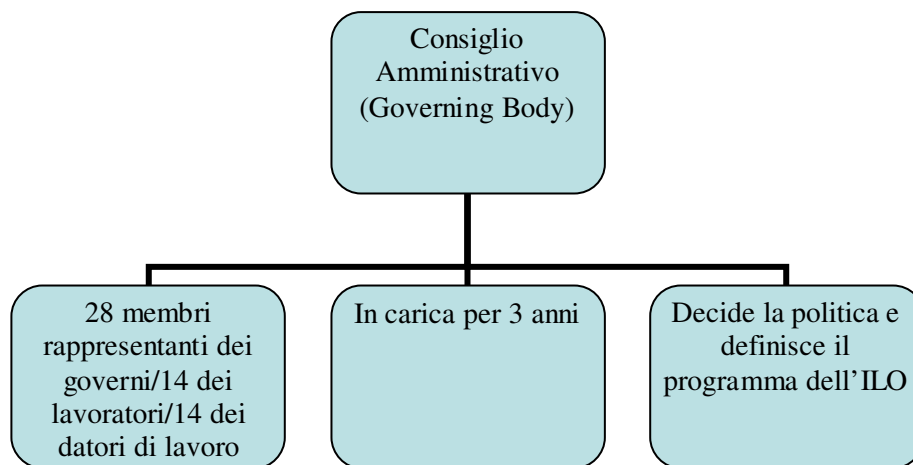 Consiglio
Amministrativo
(Governing Body)
28 membri
rappresentanti dei
governi/14 dei
lavoratori/14 dei
datori di lavoro
In carica per 3 anni
Decide la politica e
definisce il
programma dell’ILO